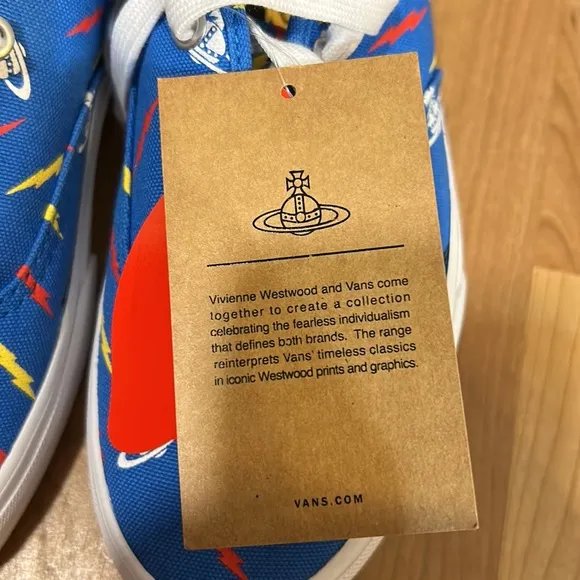 Vivienne Westwood and Vans come
together to create a collection
celebrating the fearless individualism
that defines both brands. The range
reinterprets Vans' timeless classics
in iconic Westwood prints and graphics.
VANS.COM